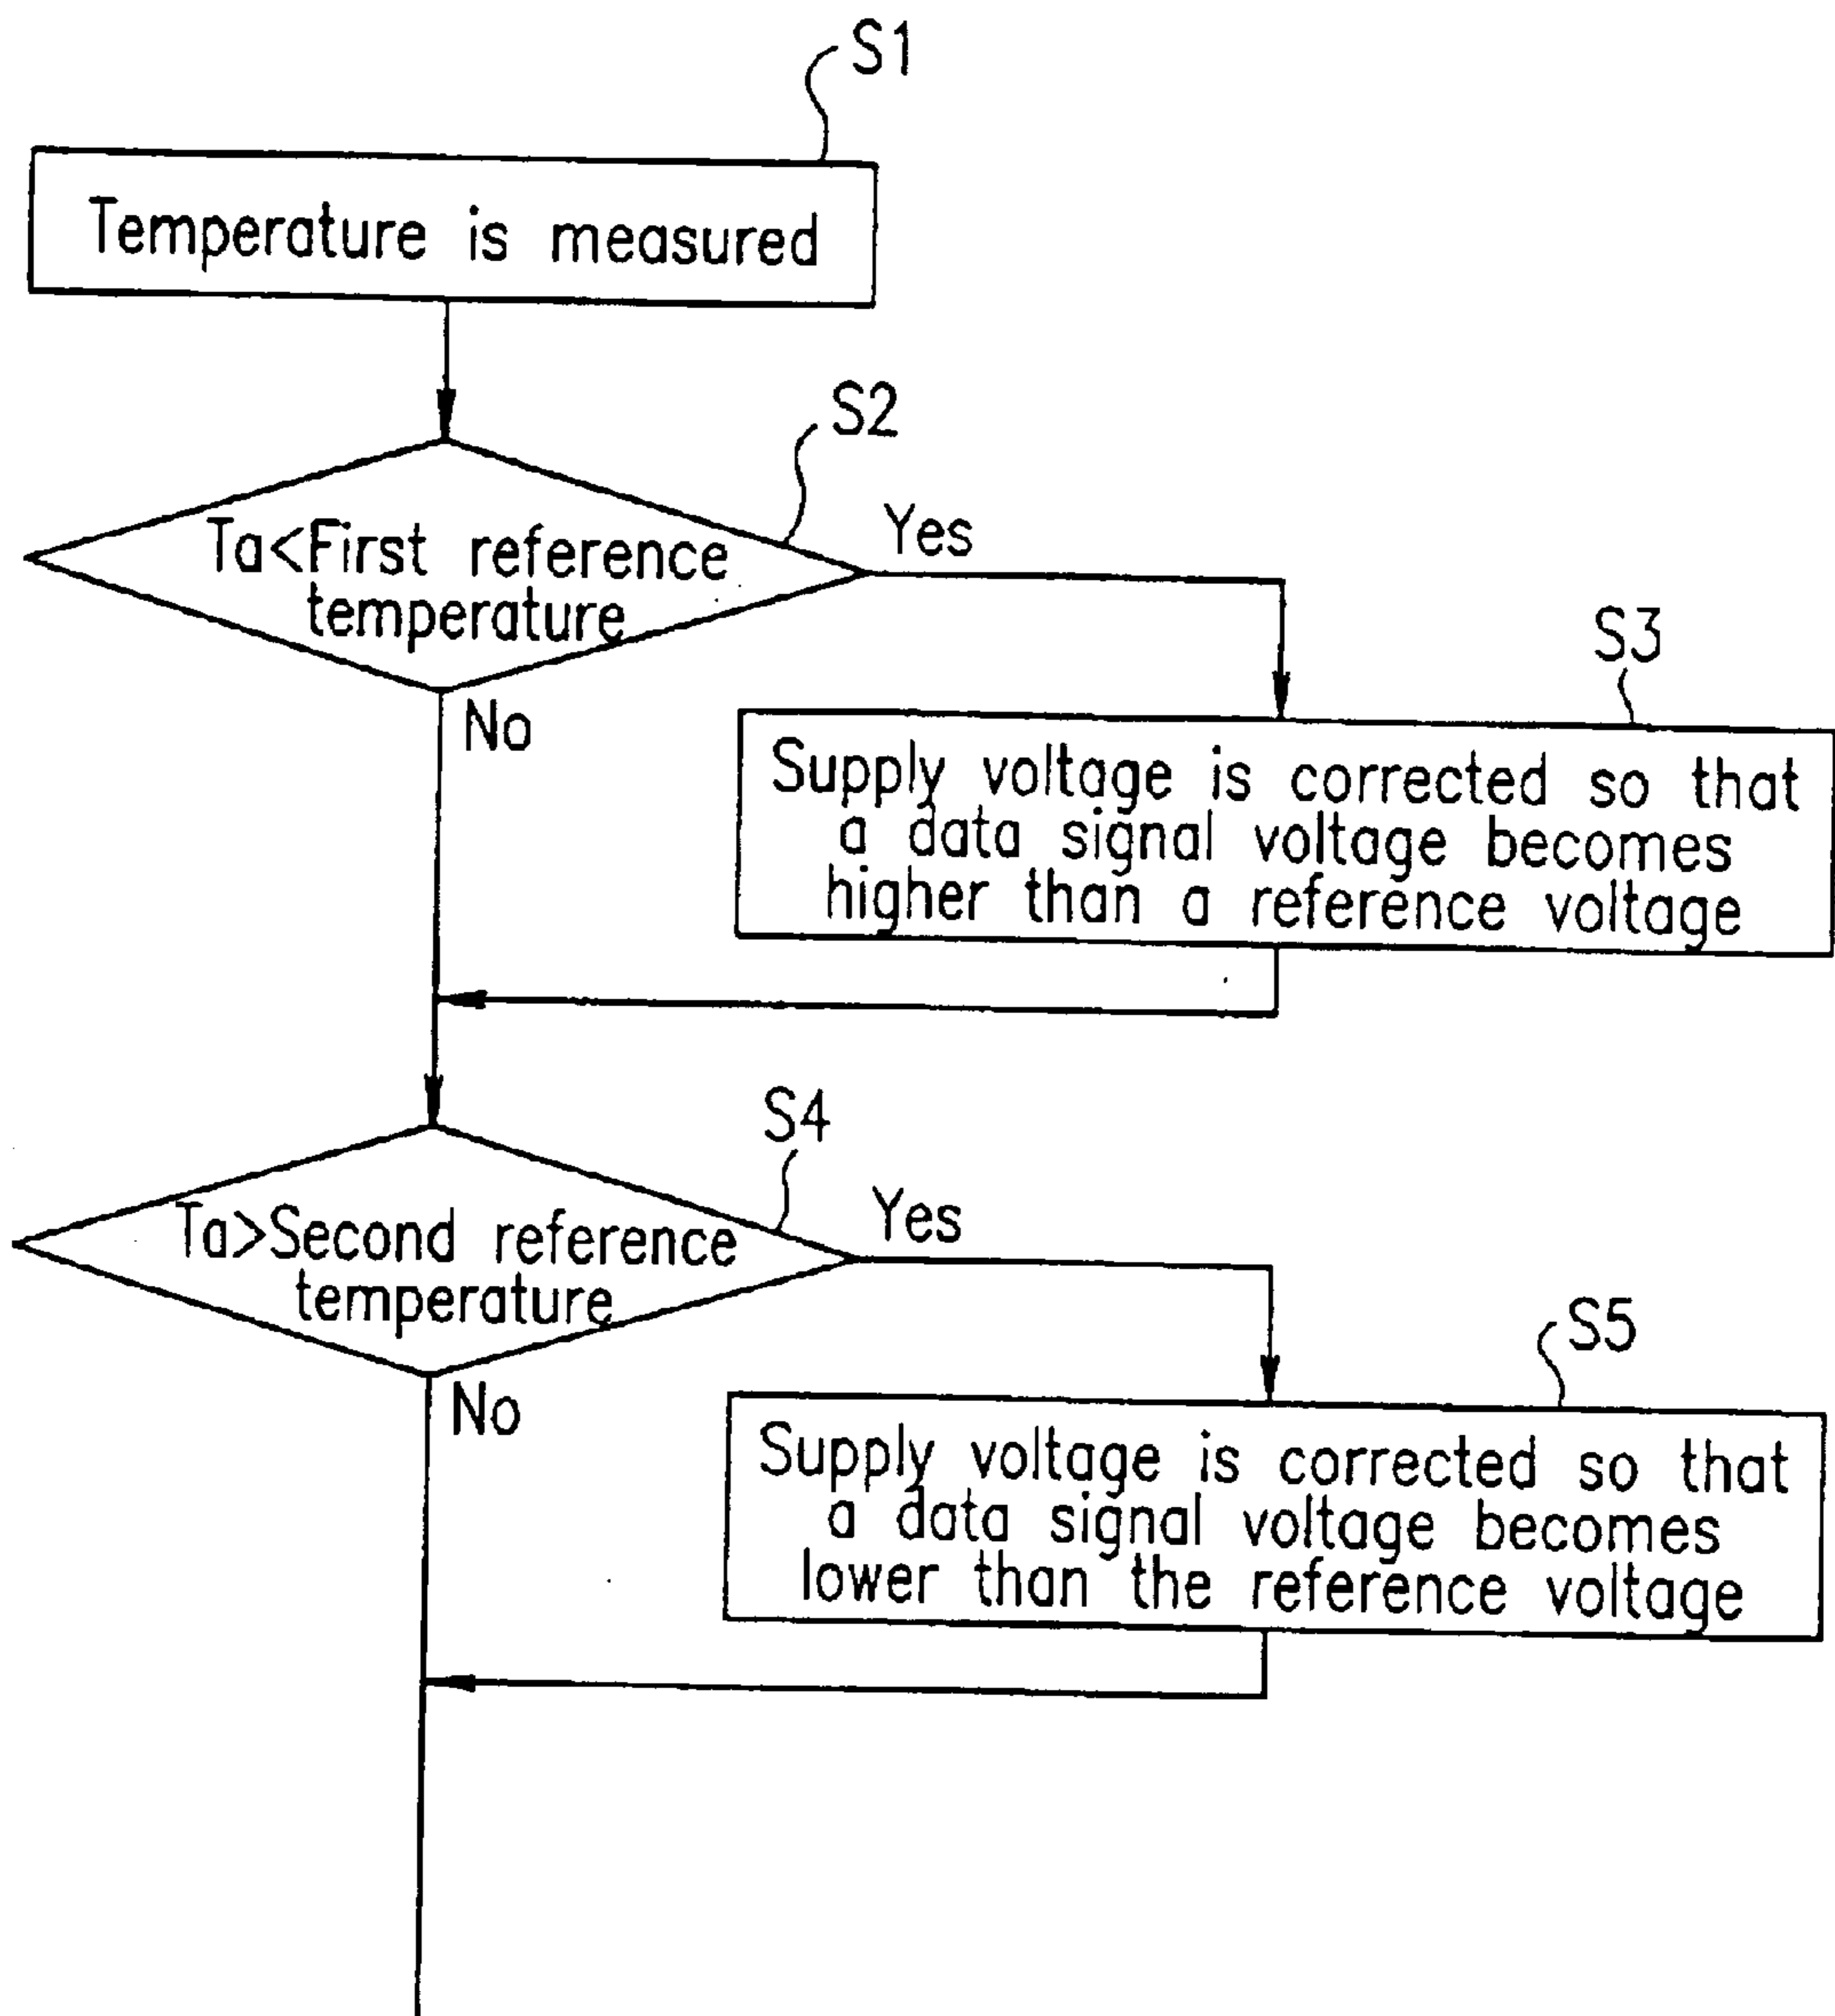 S1
Temperature is measured
S2
Ta<First reference
temperature
Yes
No
S3
Supply voltage is corrected so that
a data signal voltage becomes
higher than a reference voltage
S4
Ta>Second reference
temperature
Yes
No
S5
Supply voltage is corrected so that
a data signal voltage becomes
lower than the reference voltage